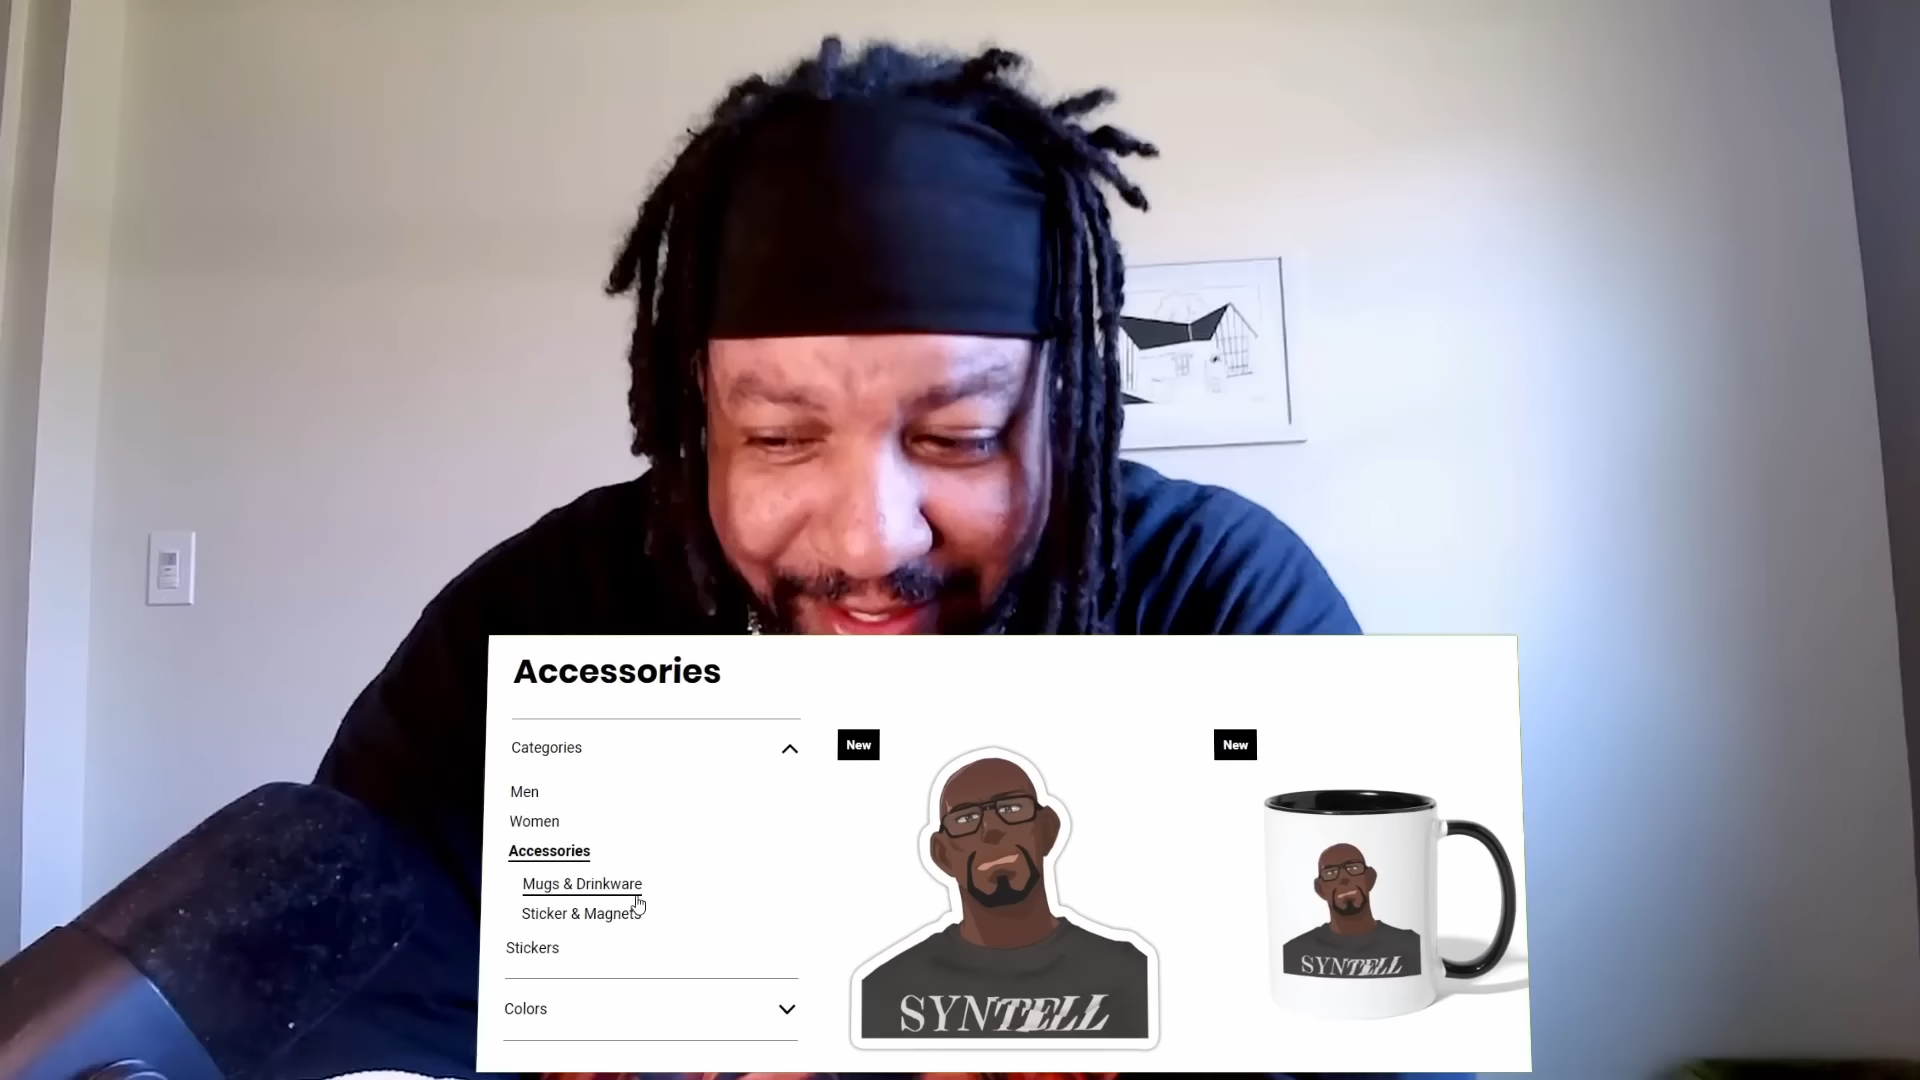 Accessories
Categories
New
New
Men
Women
Accessories
Mugs & Drinkware
Sticker & Magnets
Stickers
SYNTELL
SYNTELL
Colors